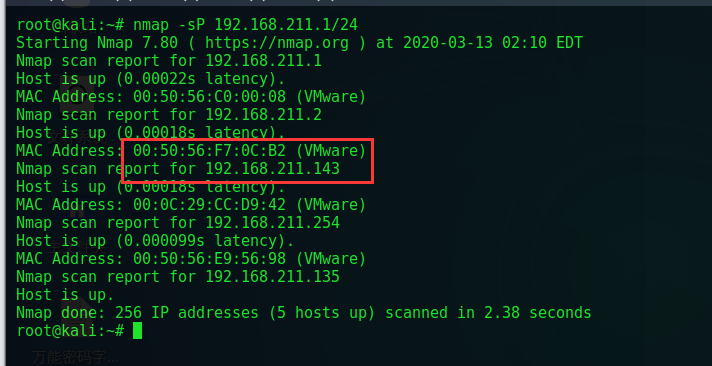 root@kali:~# nmap -sP 192.168.211.1/24
Starting Nmap 7.80 ( https://nmap.org ) at 2020-03-13 02:10 EDT
Nmap scan report for 192.168.211.1
Host is up (0.00022s latency).
MAC Address: 00:50:56:C0:00:08 (VMware)
Nmap scan report for 192.168.211.2
Host is up (0.00018s latency).
MAC Address: 00:50:56:F7:0C:B2 (VMware)
Nmap scan report for 192.168.211.143
Host is up (0.00018s latency).
MAC Address: 00:0C:29:CC:D9:42 (VMware)
Nmap scan report for 192.168.211.254
Host is up (0.000099s latency).
MAC Address: 00:50:56:E9:56:98 (VMware)
Nmap scan report for 192.168.211.135
Host is up.
Nmap done: 256 IP addresses (5 hosts up) scanned in 2.38 seconds
root@kali:~#
万能密码字...